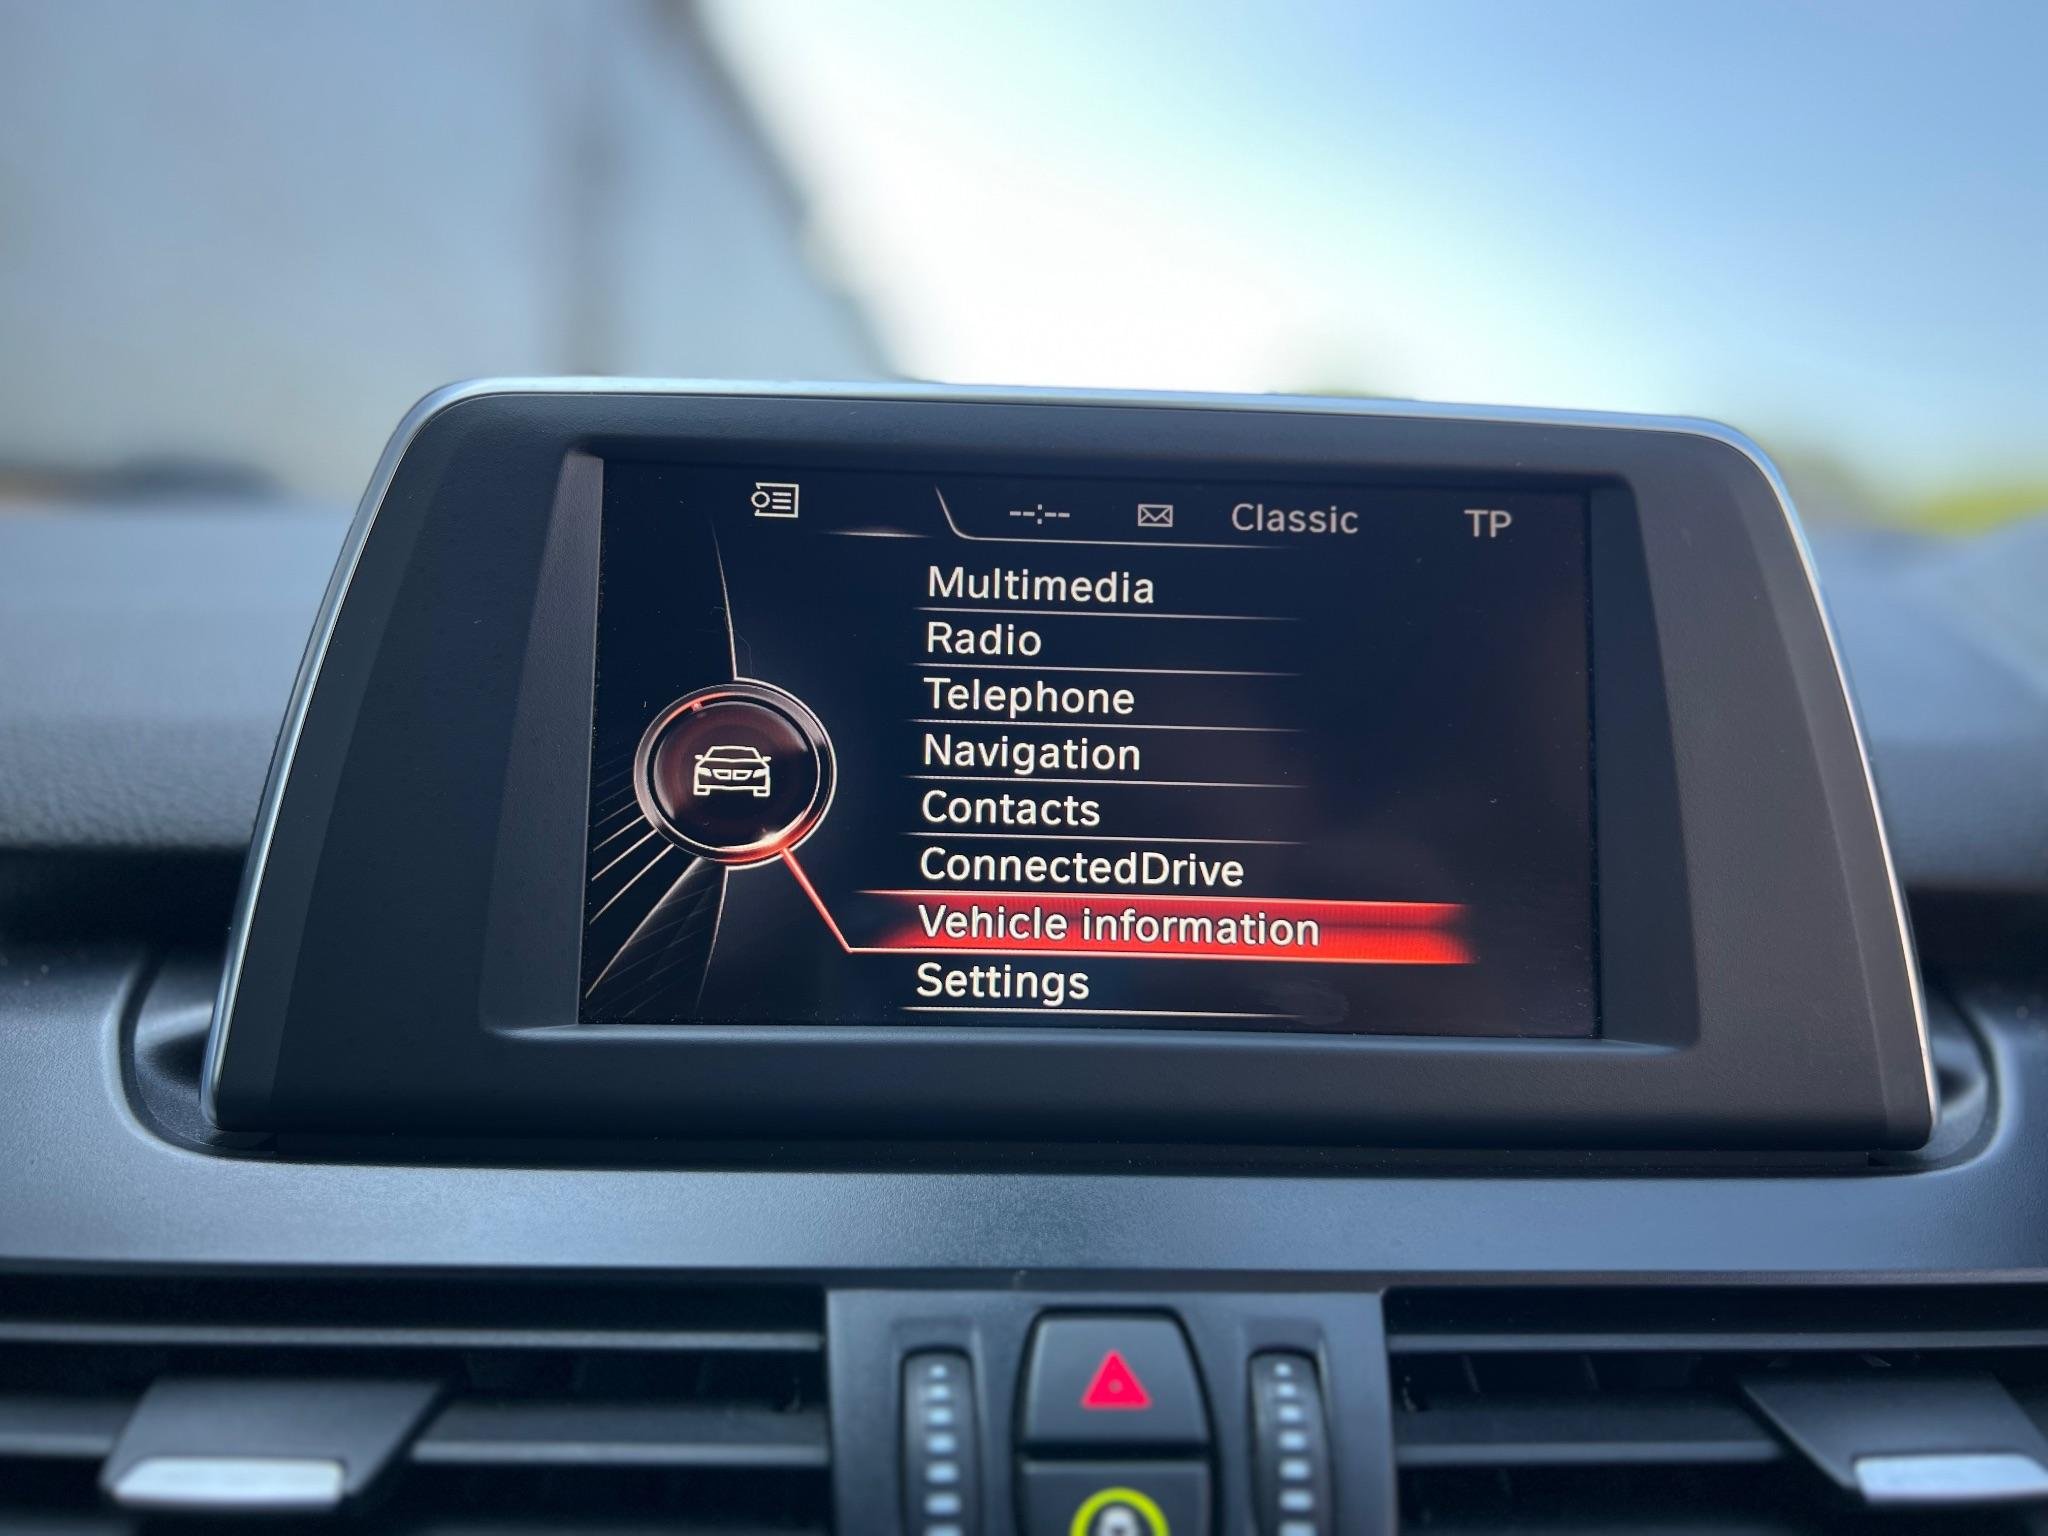 --:-- Classic TP
Multimedia
Radio
Telephone
Navigation
Contacts
ConnectedDrive
Vehicle information
Settings